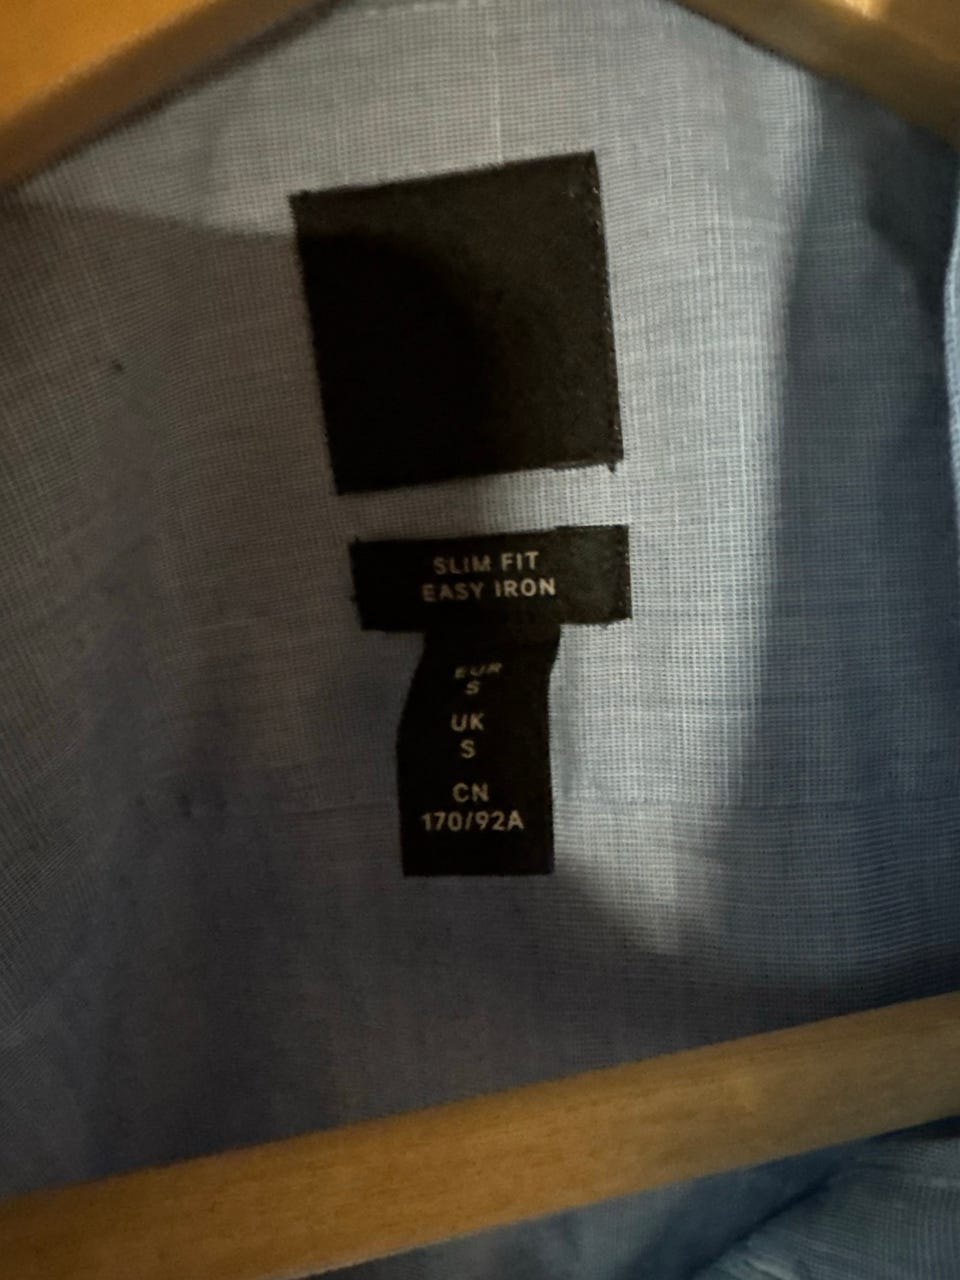 SLIM FIT
EASY IRON
EUR
S
UK
S
CN
170/92A